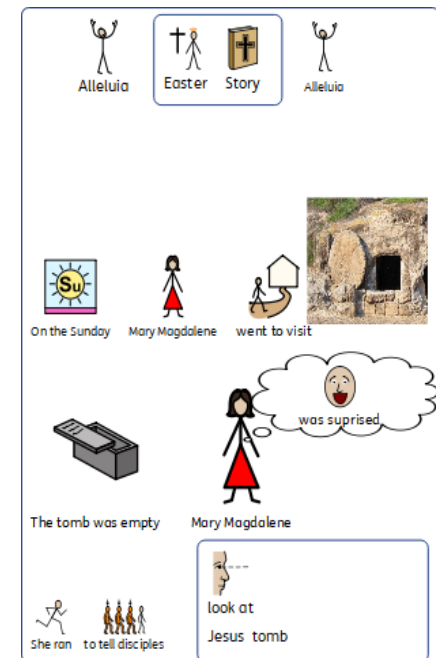 Alleluia Easter Story Alleluia
Su
On the Sunday Mary Magdalene went to visit
was suprised
The tomb was empty Mary Magdalene
look at
Jesus tomb
She ran to tell disciples